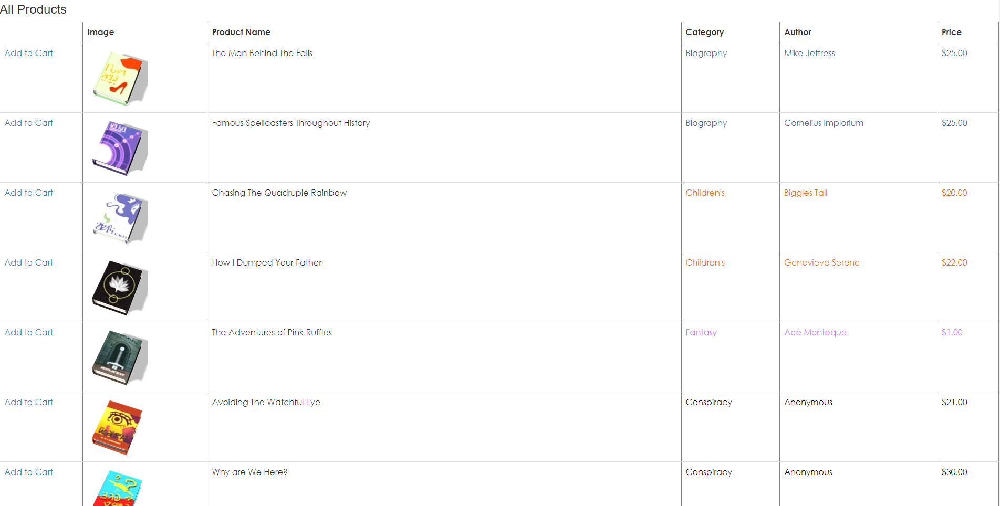 All Products
Image Product Name Category Author Price
Add to Cart The Man Behind The Falls Biography Mike Jeffress $25.00
Add to Cart Famous Spellcasters Throughout History Biography Cornelius Implorium $25.00
Add to Cart Chasing The Quadruple Rainbow Children's Biggles Tall $20.00
Add to Cart How I Dumped Your Father Children's Genevieve Serene $22.00
Add to Cart The Adventures of Pink Ruffles Fantasy Ace Monteque $1.00
Add to Cart Avoiding The Watchful Eye Conspiracy Anonymous $21.00
Add to Cart Why are We Here? Conspiracy Anonymous $30.00